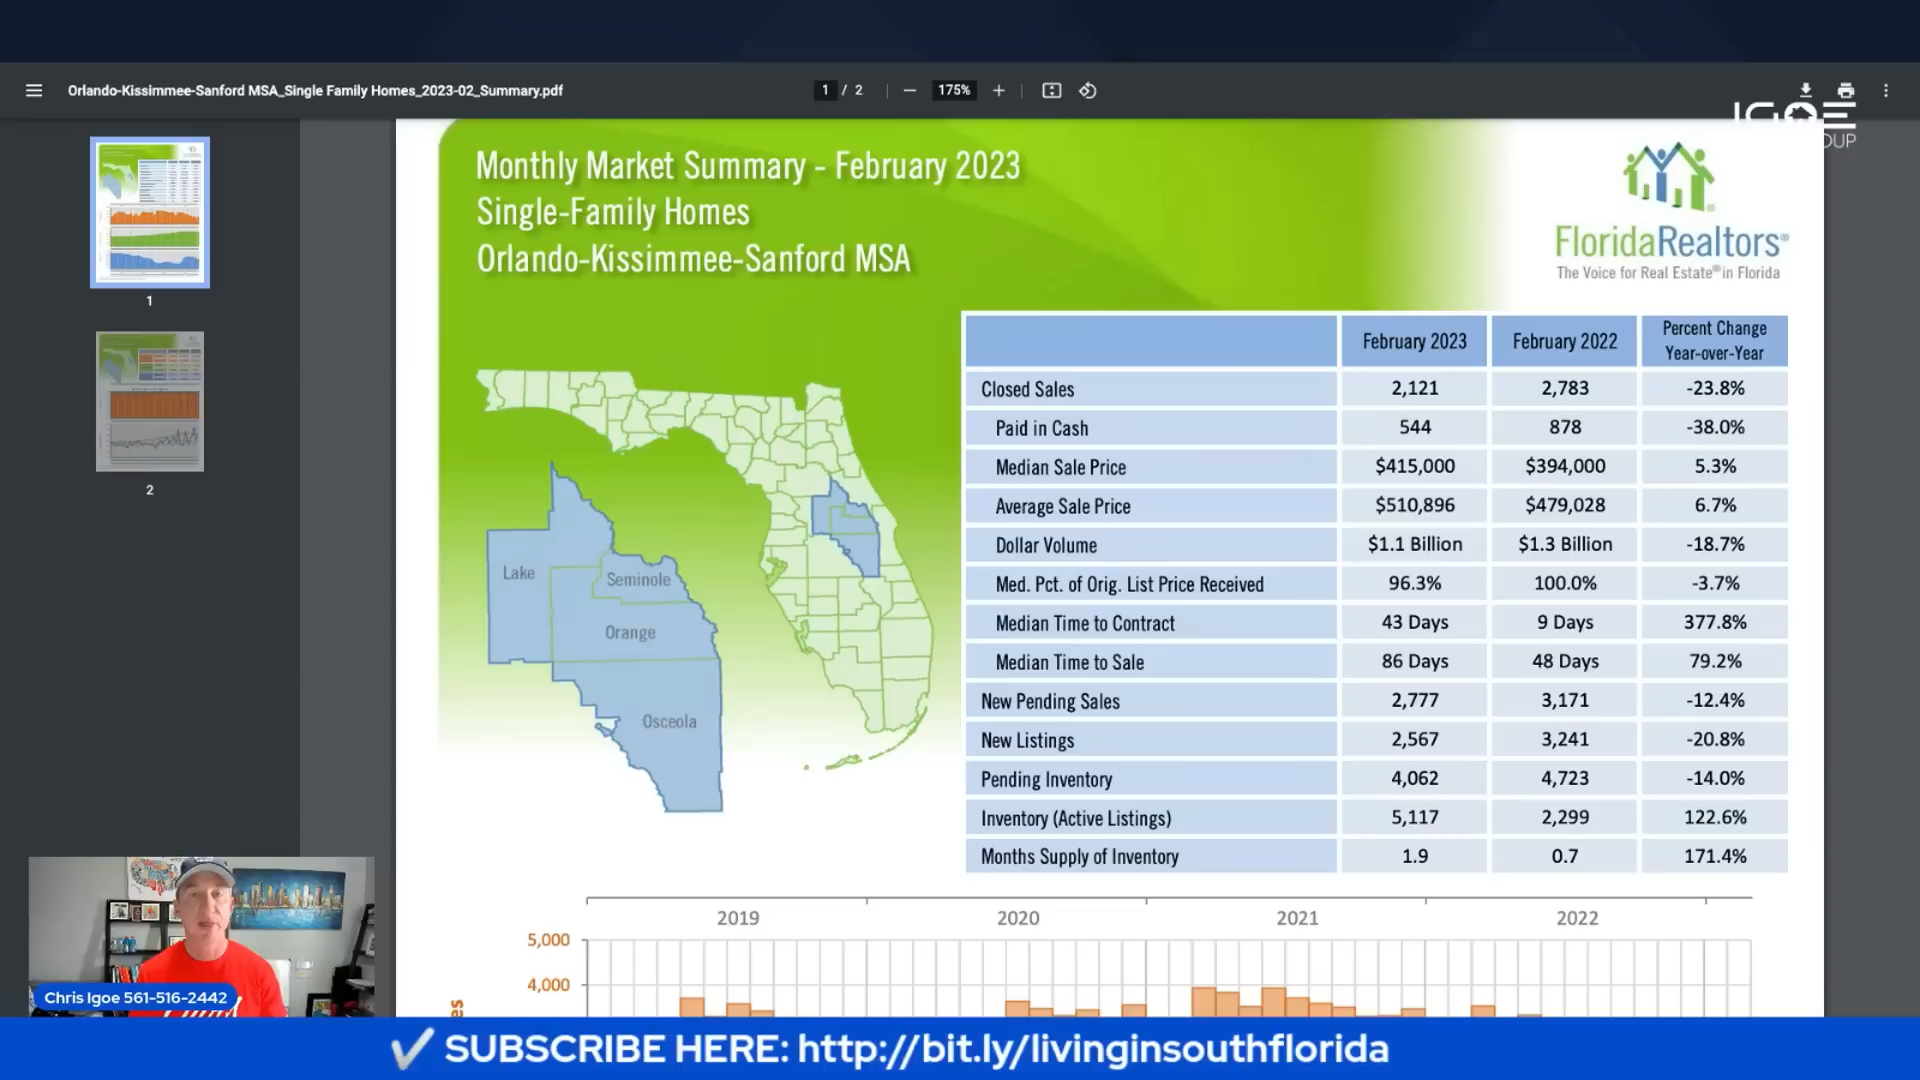 Orlando-Kissimmee-Sanford MSA_Single Family Homes_2023-02_Summary.pdf
1 / 2
175%
IGOE
OUP
Monthly Market Summary - February 2023
Single-Family Homes
Orlando-Kissimmee-Sanford MSA
FloridaRealtors®
The Voice for Real Estate® in Florida
1
2
February 2023 February 2022 Percent Change Year-over-Year
Closed Sales 2,121 2,783 -23.8%
Paid in Cash 544 878 -38.0%
Median Sale Price $415,000 $394,000 5.3%
Average Sale Price $510,896 $479,028 6.7%
Dollar Volume $1.1 Billion $1.3 Billion -18.7%
Med. Pct. of Orig. List Price Received 96.3% 100.0% -3.7%
Median Time to Contract 43 Days 9 Days 377.8%
Median Time to Sale 86 Days 48 Days 79.2%
New Pending Sales 2,777 3,171 -12.4%
New Listings 2,567 3,241 -20.8%
Pending Inventory 4,062 4,723 -14.0%
Inventory (Active Listings) 5,117 2,299 122.6%
Months Supply of Inventory 1.9 0.7 171.4%
Lake
Seminole
Orange
Osceola
2019 2020 2021 2022
5,000
4,000
es
Chris Igoe 561-516-2442
SUBSCRIBE HERE: http://bit.ly/livinginsouthflorida